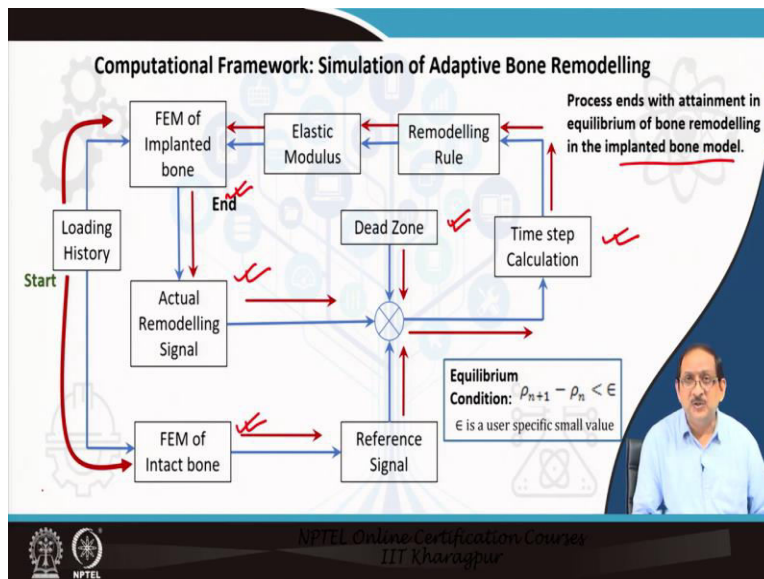 Computational Framework: Simulation of Adaptive Bone Remodelling
FEM of
Implanted
bone
Elastic
Modulus
Remodelling
Rule
Process ends with attainment in
equilibrium of bone remodelling
in the implanted bone model.
End
Loading
History
Start
Dead Zone
Time step
Calculation
Actual
Remodelling
Signal
Equilibrium
Condition: ρₙ₊₁ − ρₙ < ∈
∈ is a user specific small value
FEM of
Intact bone
Reference
Signal
NPTEL Online Certification Courses
IIT Kharagpur
NPTEL